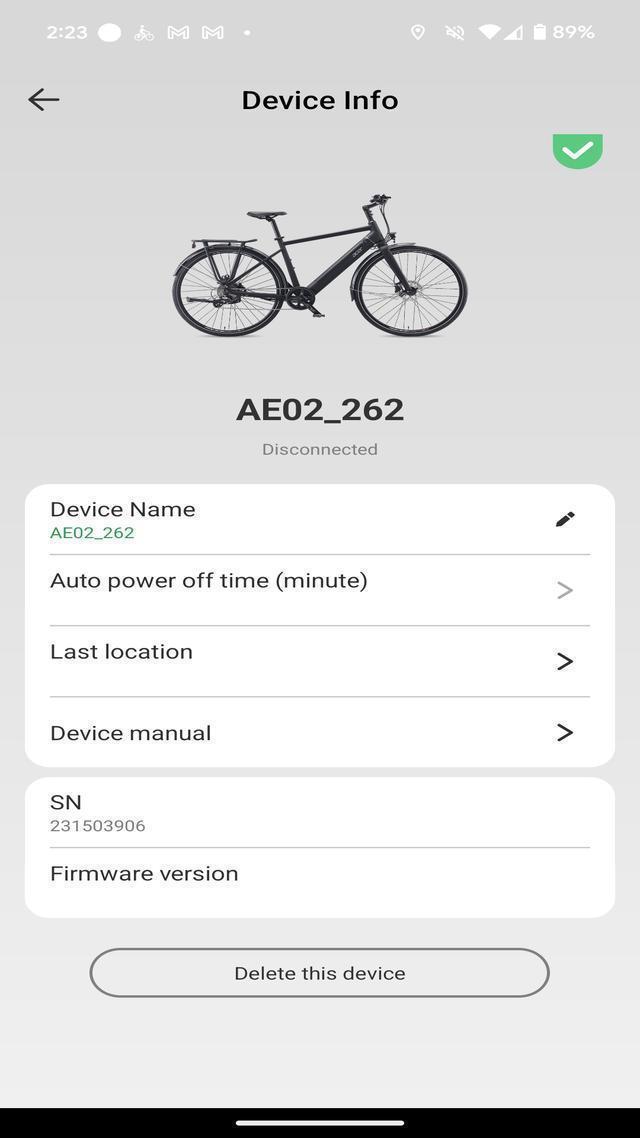 2:23
89%
Device Info
AE02_262
Disconnected
Device Name
AE02_262
Auto power off time (minute)
Last location
Device manual
SN
231503906
Firmware version
Delete this device